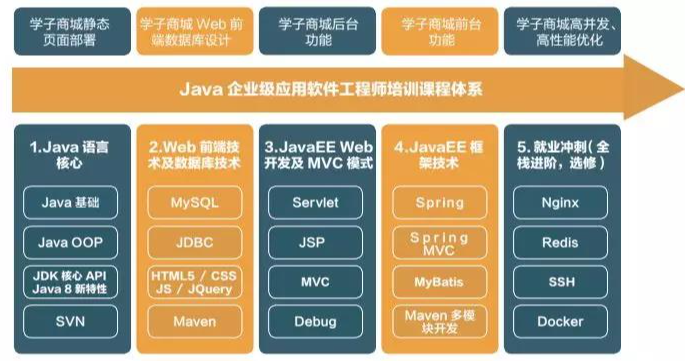 学子商城静态
页面部署
学子商城 Web 前
端数据库设计
学子商城后台
功能
学子商城前台
功能
学子商城高并发、
高性能优化
Java 企业级应用软件工程师培训课程体系
1.Java 语言
核心
Java 基础
Java OOP
JDK 核心 API
Java 8 新特性
SVN
2.Web 前端技
术及数据库技术
MySQL
JDBC
HTML5 / CSS
JS / JQuery
Maven
3.JavaEE Web
开发及 MVC 模式
Servlet
JSP
MVC
Debug
4.JavaEE 框
架技术
Spring
Spring
MVC
MyBatis
Maven 多模
块开发
5. 就业冲刺( 全
栈进阶，选修 )
Nginx
Redis
SSH
Docker